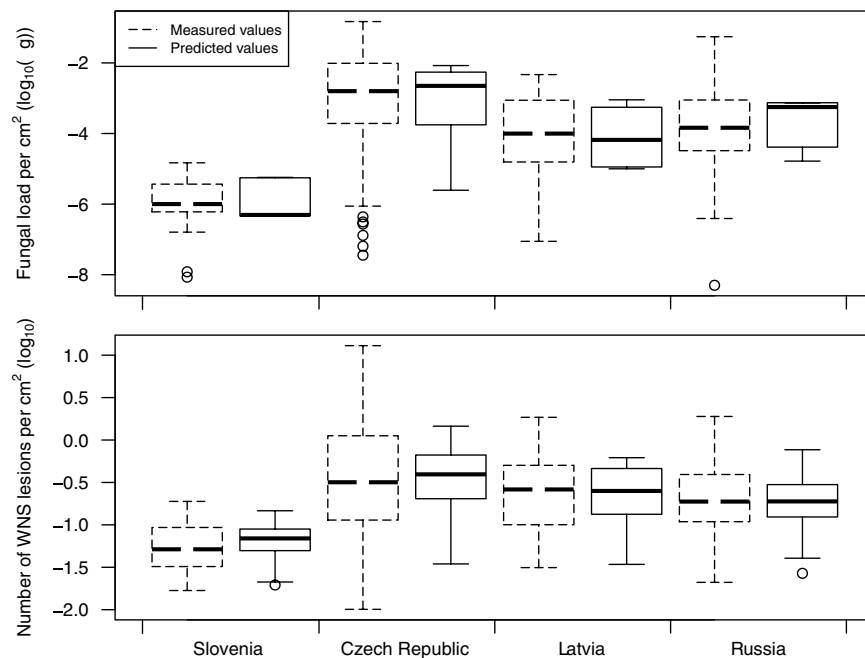 Measured values
Predicted values
Fungal load per cm² (log₁₀( g))
−2
−4
−6
−8
Number of WNS lesions per cm² (log₁₀)
1.0
0.5
0.0
−0.5
−1.0
−1.5
−2.0
Slovenia Czech Republic Latvia Russia